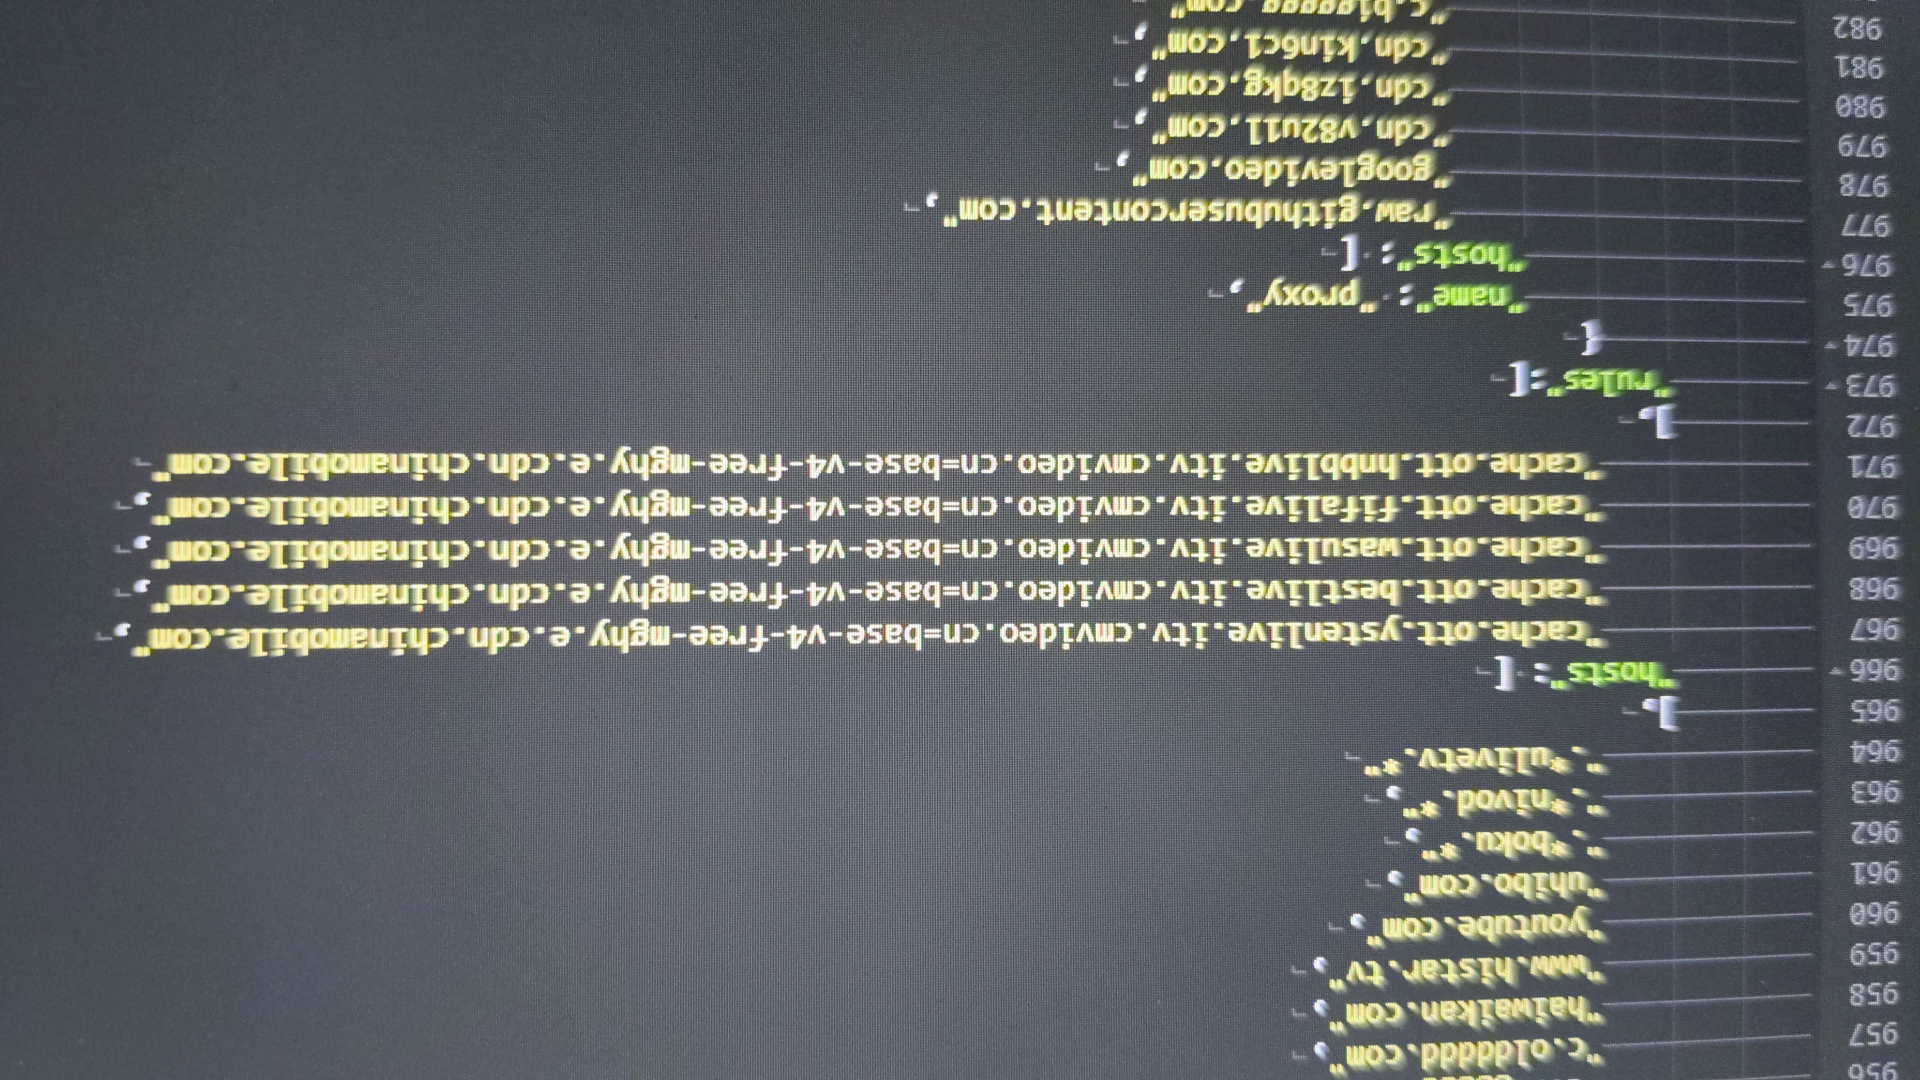 956
957 "c.olddddd.com",
958 "haiwaikan.com",
959 "www.histar.tv",
960 "youtube.com",
961 "uhibo.com",
962 ".*boku.*",
963 ".*nivod.*",
964 ".*ulivetv.*"
965 ],
966 "hosts": [
967 "cache.ott.ystenlive.itv.cmvideo.cn=base-v4-free-mghy.e.cdn.chinamobile.com",
968 "cache.ott.bestlive.itv.cmvideo.cn=base-v4-free-mghy.e.cdn.chinamobile.com",
969 "cache.ott.wasulive.itv.cmvideo.cn=base-v4-free-mghy.e.cdn.chinamobile.com",
970 "cache.ott.fifalive.itv.cmvideo.cn=base-v4-free-mghy.e.cdn.chinamobile.com",
971 "cache.ott.hnbblive.itv.cmvideo.cn=base-v4-free-mghy.e.cdn.chinamobile.com"
972 ],
973 "rules":[
974 {
975 "name": "proxy",
976 "hosts": [
977 "raw.githubusercontent.com",
978 "googlevideo.com",
979 "cdn.v82u1l.com",
980 "cdn.iz8qkg.com",
981 "cdn.kin6c1.com",
982 "c.biggggg.com"